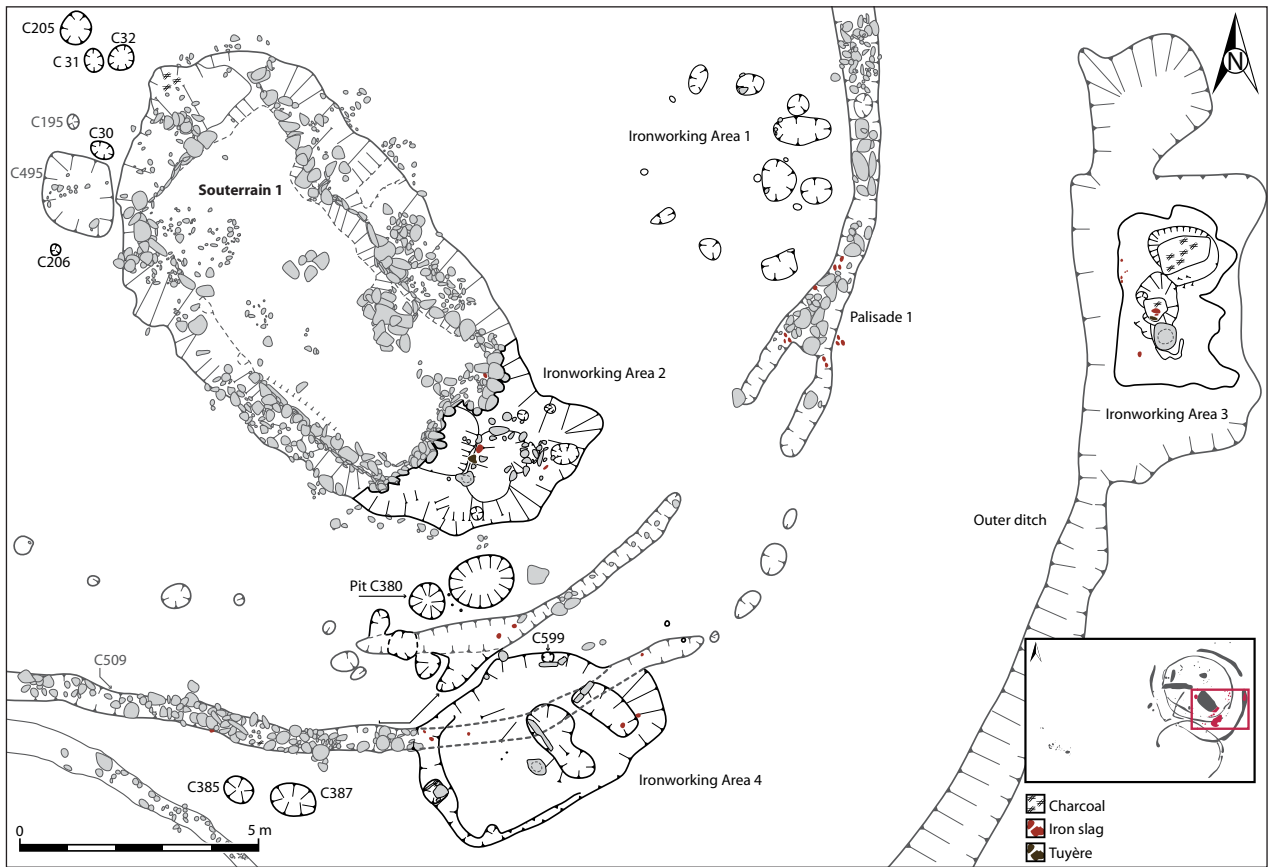 C205
C32
C 31
N
C195
C30
Ironworking Area 1
C495
Souterrain 1
C206
Palisade 1
Ironworking Area 2
Ironworking Area 3
Outer ditch
Pit C380
C599
C509
C385
C387
Ironworking Area 4
0
5 m
Charcoal
Iron slag
Tuyère